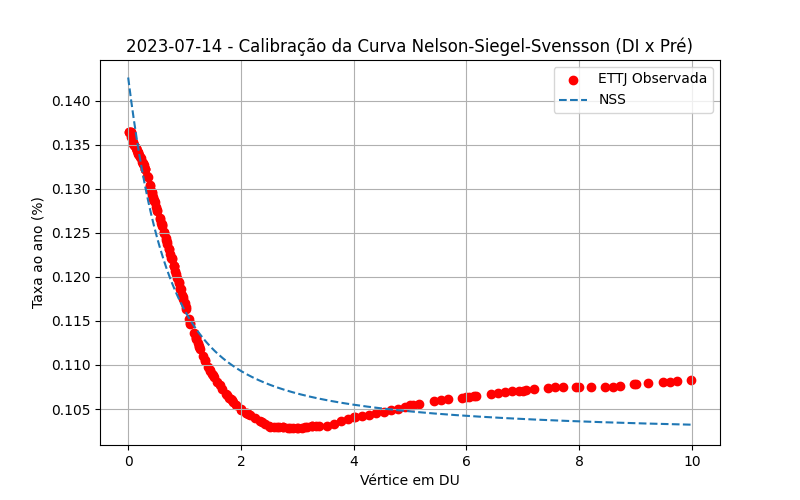 2023-07-14 - Calibração da Curva Nelson-Siegel-Svensson (DI x Pré)
ETTJ Observada
NSS
Taxa ao ano (%)
0.140
0.135
0.130
0.125
0.120
0.115
0.110
0.105
0 2 4 6 8 10
Vértice em DU